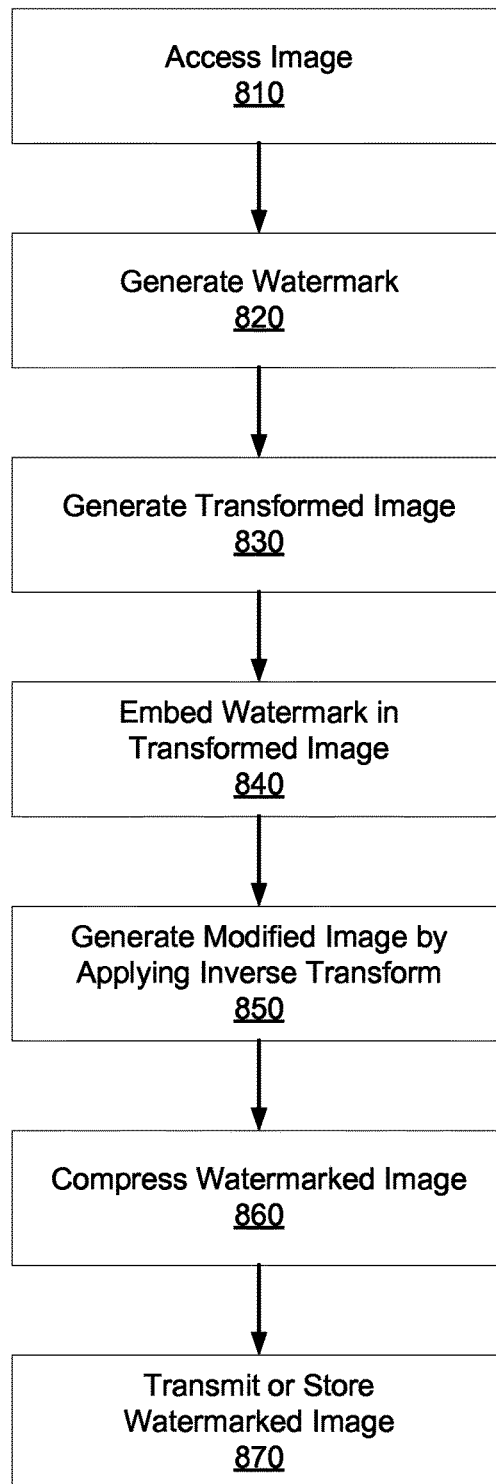 Access Image
810
Generate Watermark
820
Generate Transformed Image
830
Embed Watermark in
Transformed Image
840
Generate Modified Image by
Applying Inverse Transform
850
Compress Watermarked Image
860
Transmit or Store
Watermarked Image
870